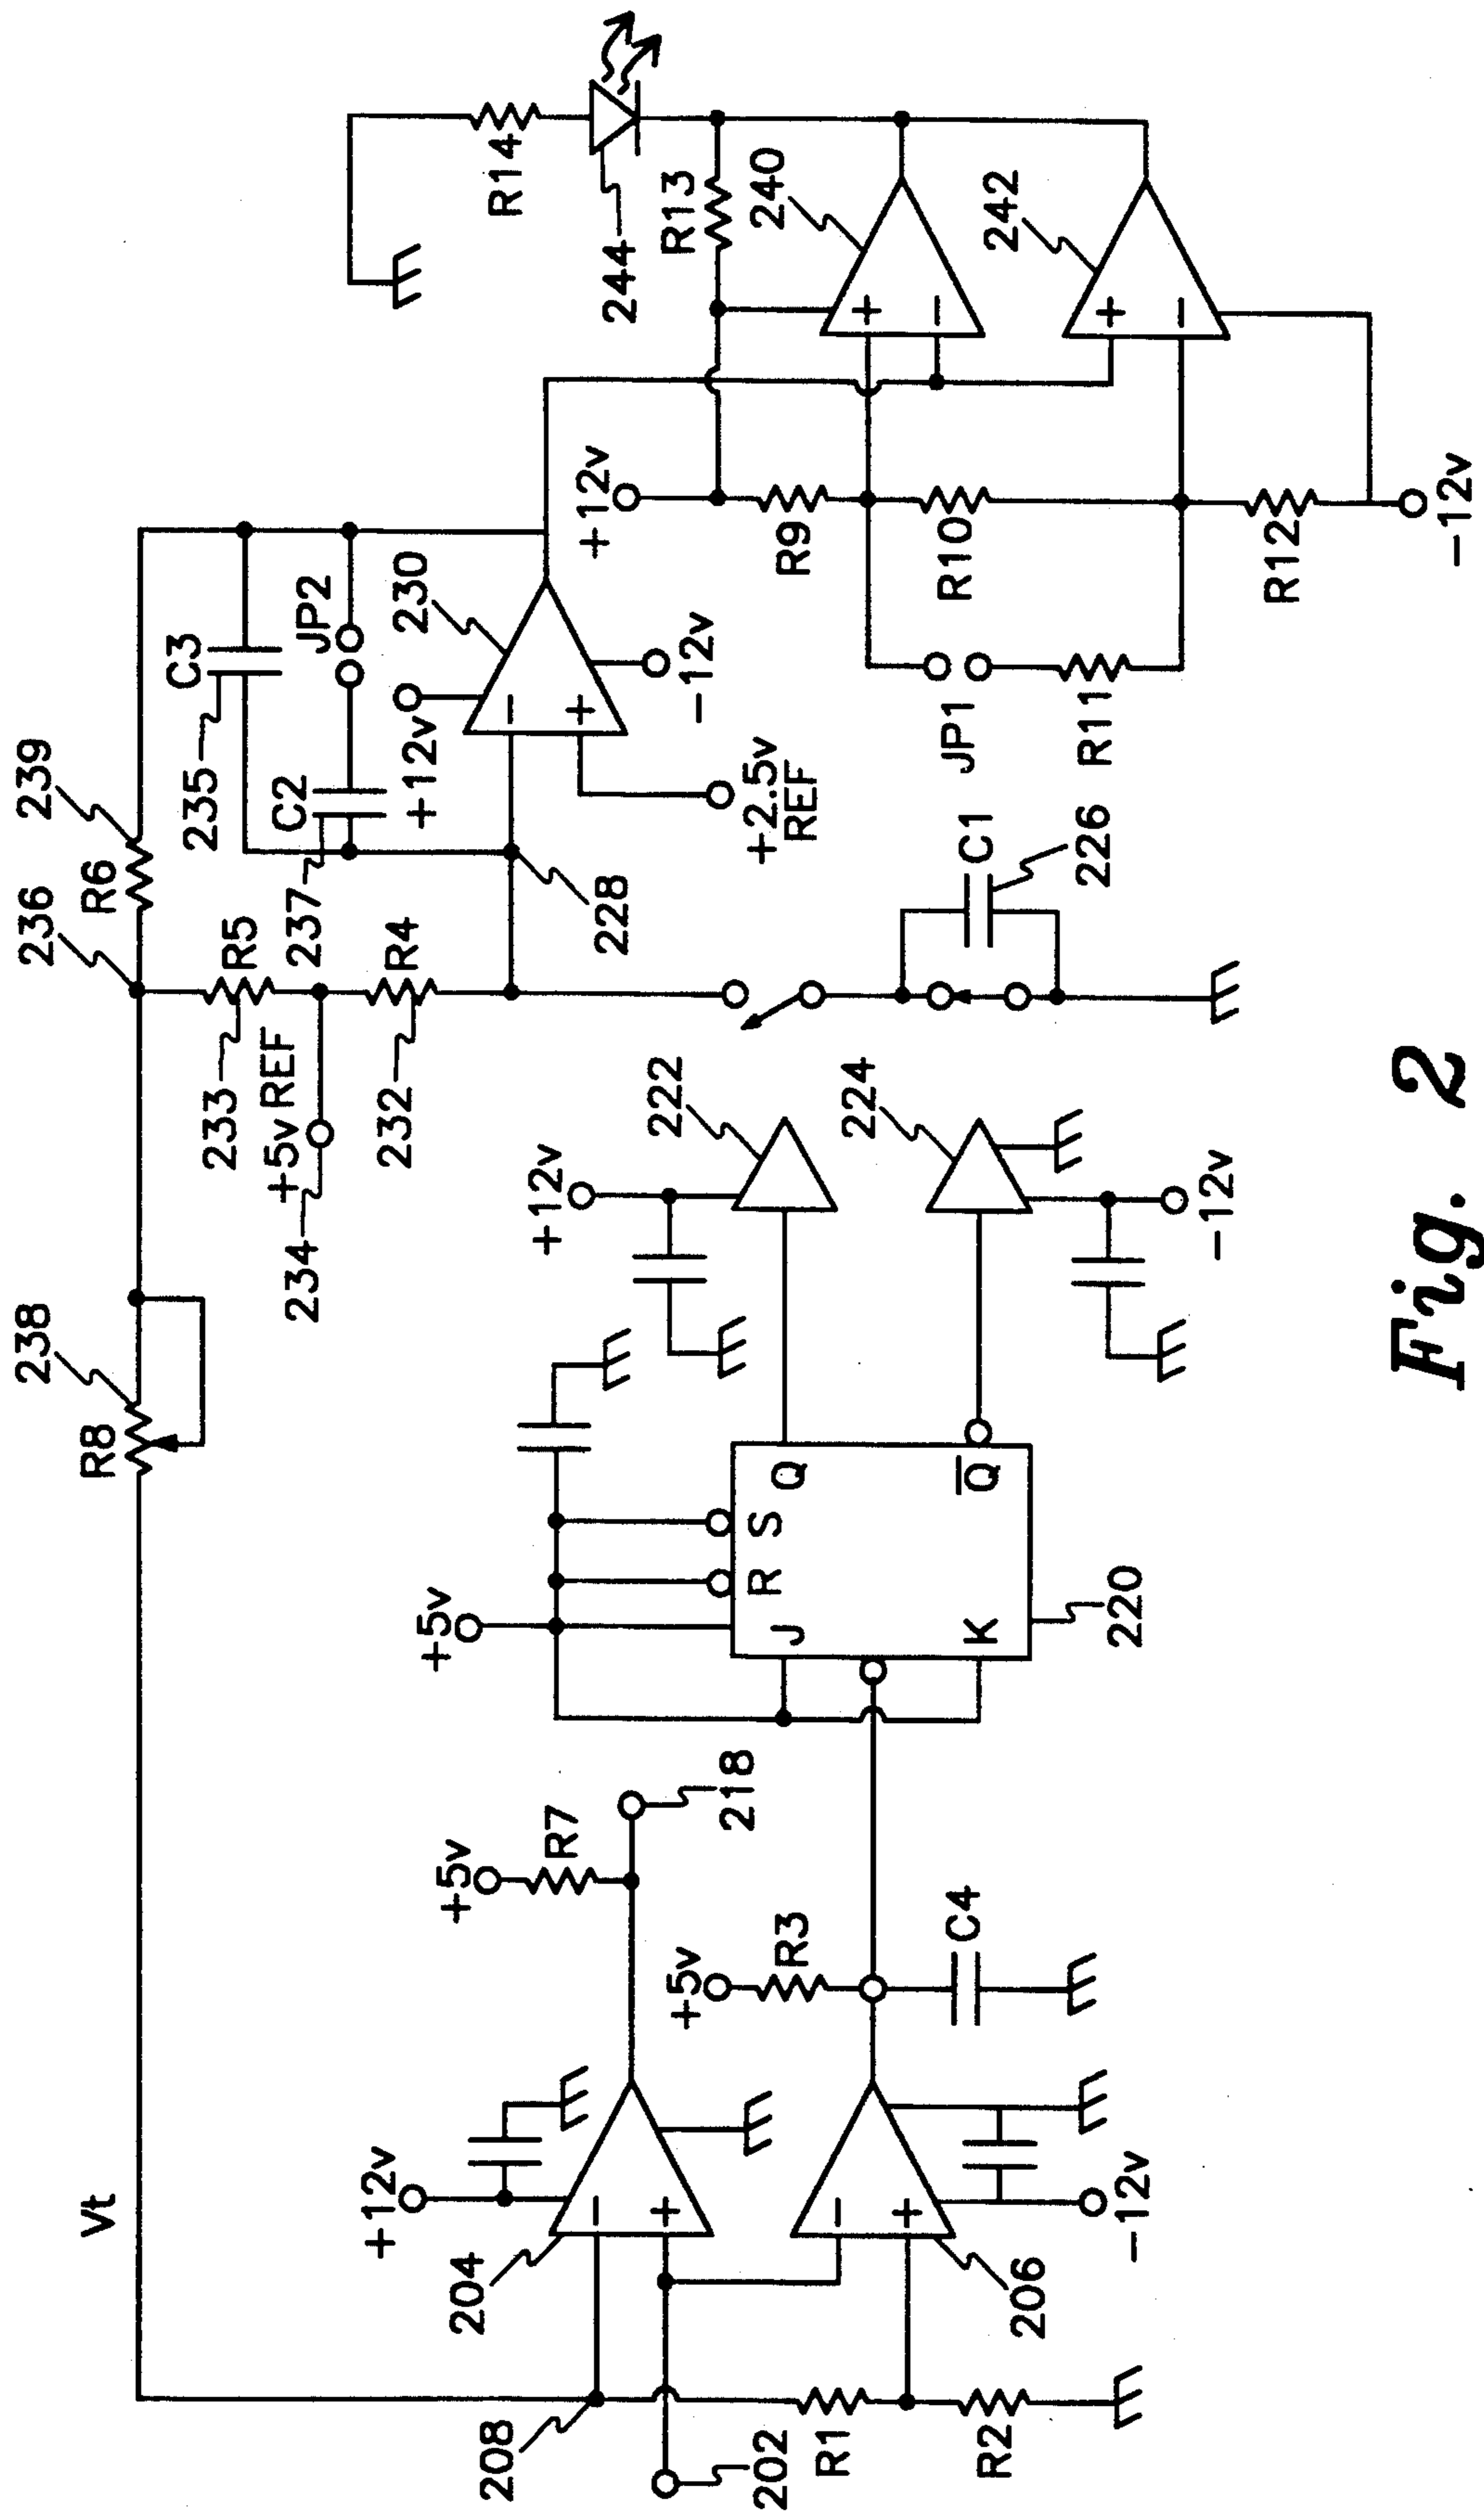 Vt
238
R8
236
R6
239
233
R5
234
+5v REF
237
232
R4
C3
235
C2
JP2
+12v
230
−
+
-12v
228
+2.5v
REF
R14
244
R13
240
+
−
242
+
−
+12v
R9
R10
R12
-12v
JP1
R11
C1
226
+12v
222
224
-12v
+5v
J
R
S
Q
K
Q̅
220
+5v
R7
218
+5v
R3
C4
+12v
204
−
+
206
−
+
-12v
208
202
R1
R2
Fig. 2